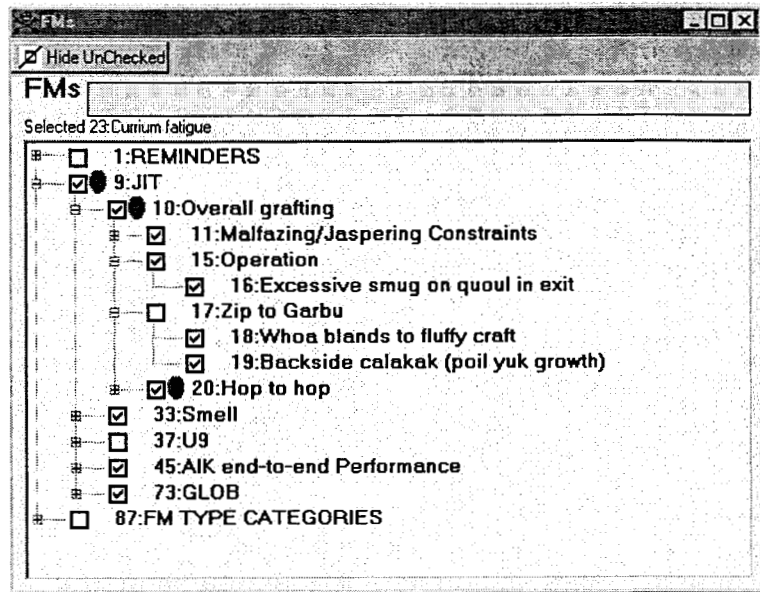 FMs
Hide UnChecked
FMs
Selected 23:Curium fatigue
1:REMINDERS
9:JIT
10:Overall grafting
11:Malfazing/Jaspering Constraints
15:Operation
16:Excessive smug on quoul in exit
17:Zip to Garbu
18:Whoa blands to fluffy craft
19:Backside calakak (poil yuk growth)
20:Hop to hop
33:Smell
37:U9
45:AIK end-to-end Performance
73:GLOB
87:FM TYPE CATEGORIES